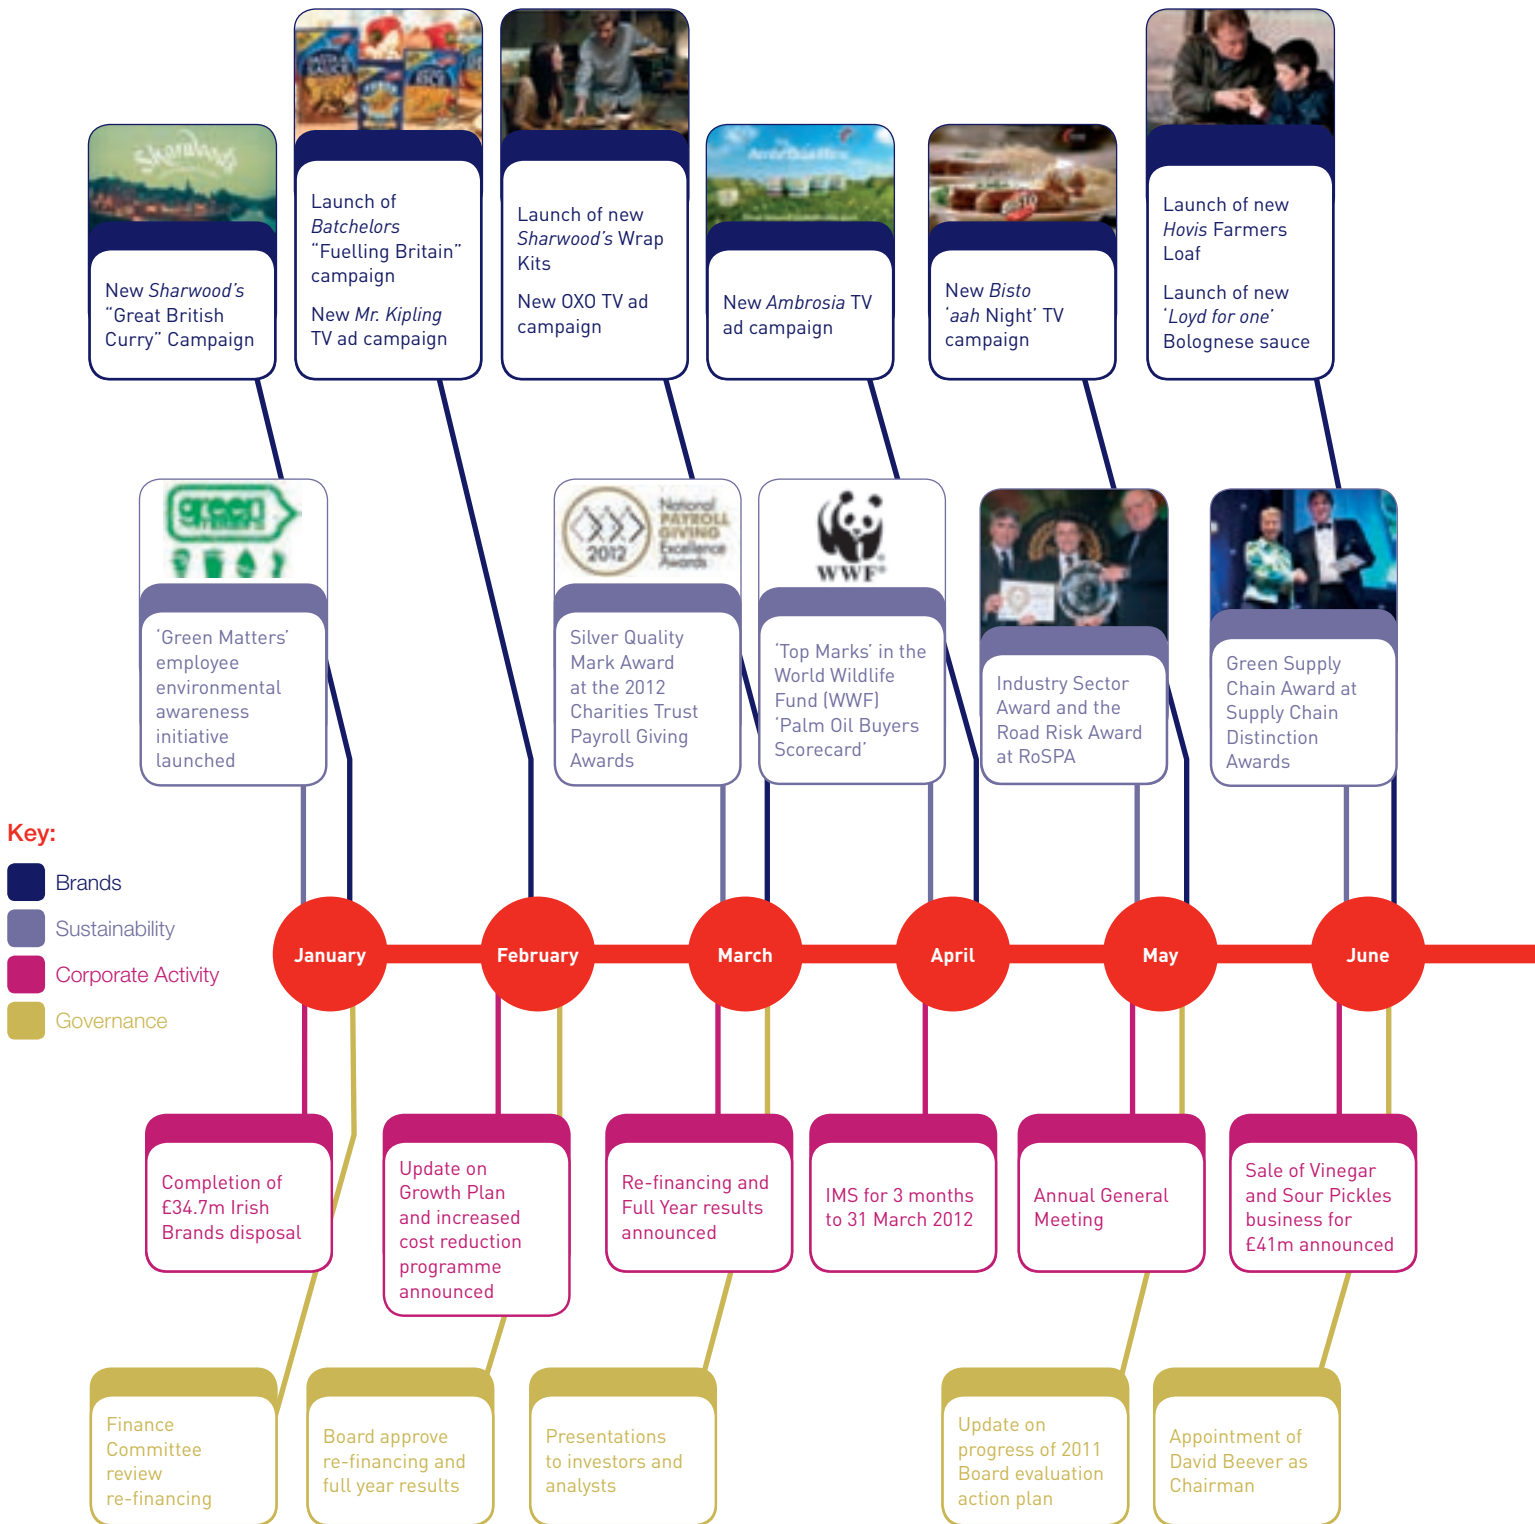 Sharwood's
New Sharwood's
“Great British
Curry” Campaign
Launch of
Batchelors
“Fuelling Britain”
campaign
New Mr. Kipling
TV ad campaign
Launch of new
Sharwood's Wrap
Kits
New OXO TV ad
campaign
New Ambrosia TV
ad campaign
New Bisto
‘aah Night’ TV
campaign
Launch of new
Hovis Farmers
Loaf
Launch of new
‘Loyd for one’
Bolognese sauce
green
‘Green Matters’
employee
environmental
awareness
initiative
launched
National
PAYROLL
GIVING
Excellence
Awards
2012
Silver Quality
Mark Award
at the 2012
Charities Trust
Payroll Giving
Awards
WWF®
‘Top Marks’ in the
World Wildlife
Fund (WWF)
‘Palm Oil Buyers
Scorecard’
Industry Sector
Award and the
Road Risk Award
at RoSPA
Green Supply
Chain Award at
Supply Chain
Distinction
Awards
Key:
Brands
Sustainability
Corporate Activity
Governance
January
February
March
April
May
June
Completion of
£34.7m Irish
Brands disposal
Update on
Growth Plan
and increased
cost reduction
programme
announced
Re-financing and
Full Year results
announced
IMS for 3 months
to 31 March 2012
Annual General
Meeting
Sale of Vinegar
and Sour Pickles
business for
£41m announced
Finance
Committee
review
re-financing
Board approve
re-financing and
full year results
Presentations
to investors and
analysts
Update on
progress of 2011
Board evaluation
action plan
Appointment of
David Beever as
Chairman